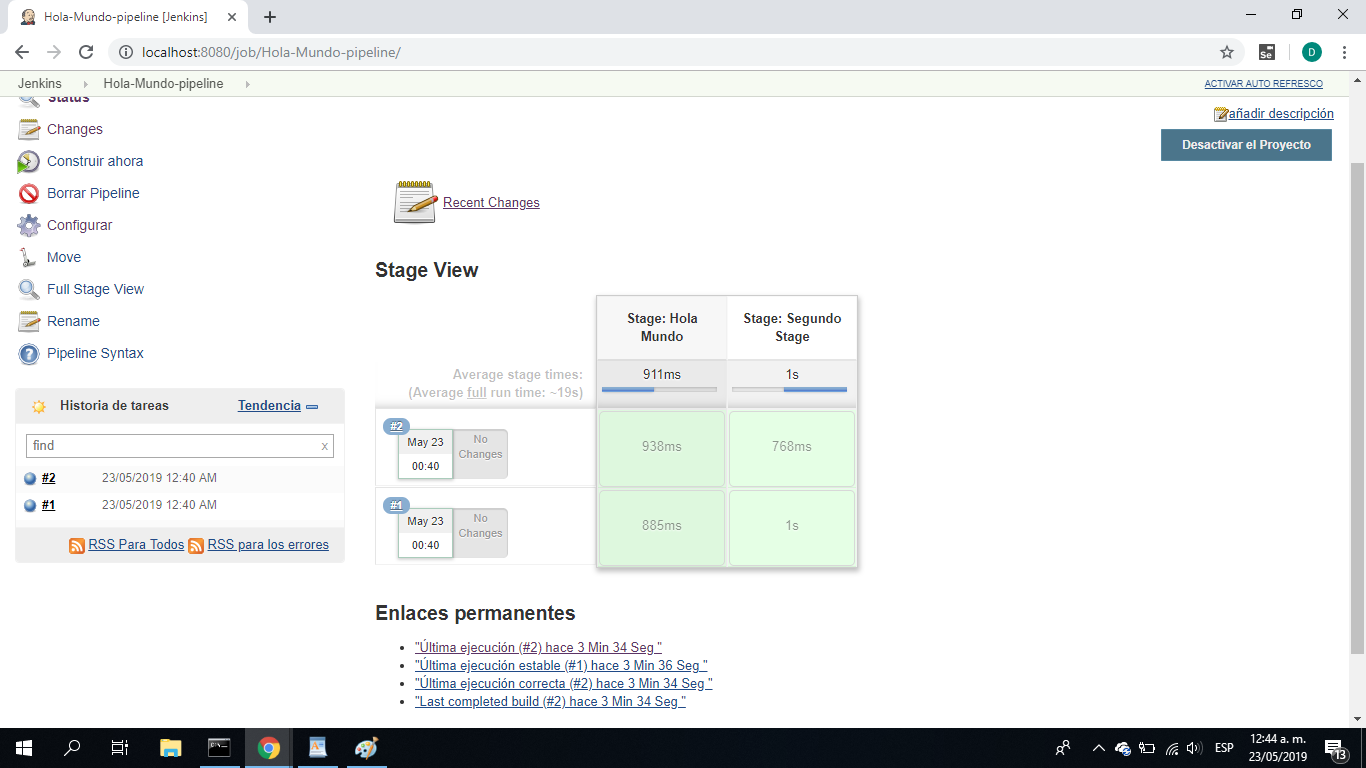 Hola-Mundo-pipeline [Jenkins]
localhost:8080/job/Hola-Mundo-pipeline/
Se
D
Jenkins
Hola-Mundo-pipeline
ACTIVAR AUTO REFRESCO
Status
Changes
Construir ahora
Borrar Pipeline
Configurar
Move
Full Stage View
Rename
Pipeline Syntax
Historia de tareas
Tendencia
find
x
#2
23/05/2019 12:40 AM
#1
23/05/2019 12:40 AM
RSS Para Todos
RSS para los errores
añadir descripción
Desactivar el Proyecto
Recent Changes
Stage View
Stage: Hola
Mundo
Stage: Segundo
Stage
Average stage times:
(Average full run time: ~19s)
911ms
1s
#2
May 23
00:40
No
Changes
938ms
768ms
#1
May 23
00:40
No
Changes
885ms
1s
Enlaces permanentes
"Última ejecución (#2) hace 3 Min 34 Seg "
"Última ejecución estable (#1) hace 3 Min 36 Seg "
"Última ejecución correcta (#2) hace 3 Min 34 Seg "
"Last completed build (#2) hace 3 Min 34 Seg "
ESP
12:44 a. m.
23/05/2019
13